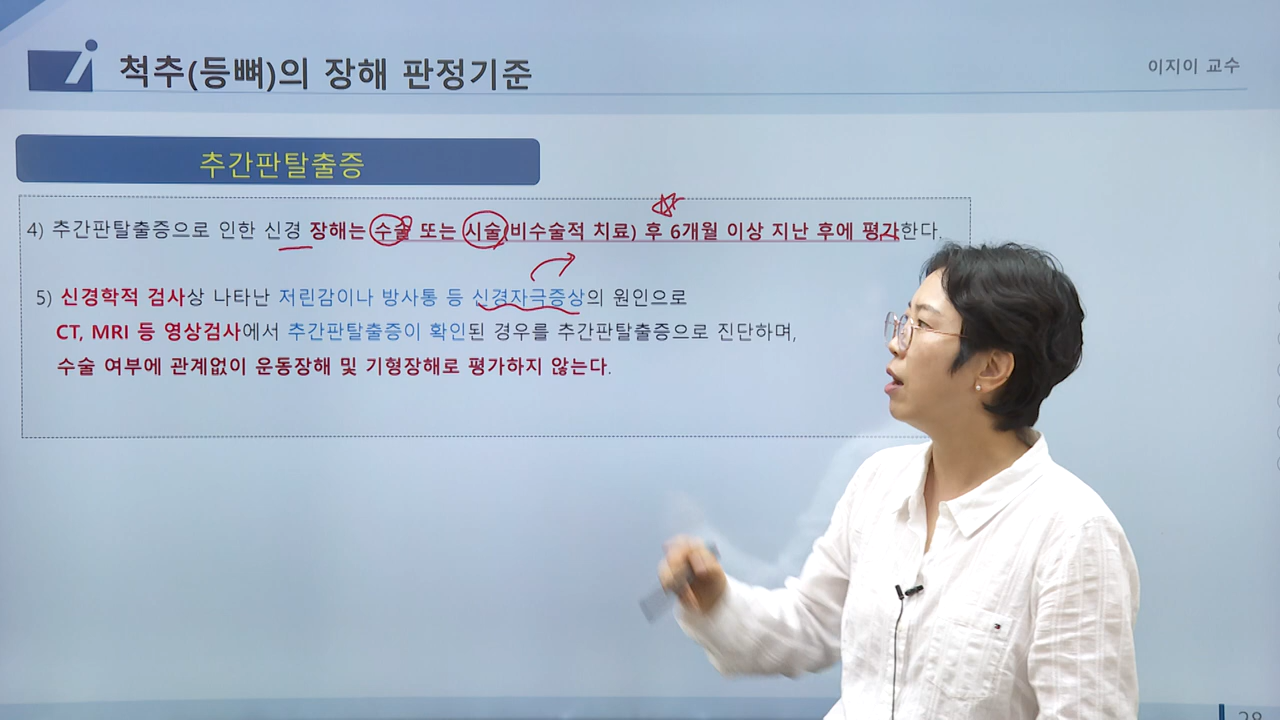 척추(등뼈)의 장해 판정기준
이지이 교수
추간판탈출증
4) 추간판탈출증으로 인한 신경 장해는 수술 또는 시술(비수술적 치료) 후 6개월 이상 지난 후에 평가한다.
5) 신경학적 검사상 나타난 저린감이나 방사통 등 신경자극증상의 원인으로
CT, MRI 등 영상검사에서 추간판탈출증이 확인된 경우를 추간판탈출증으로 진단하며,
수술 여부에 관계없이 운동장해 및 기형장해로 평가하지 않는다.